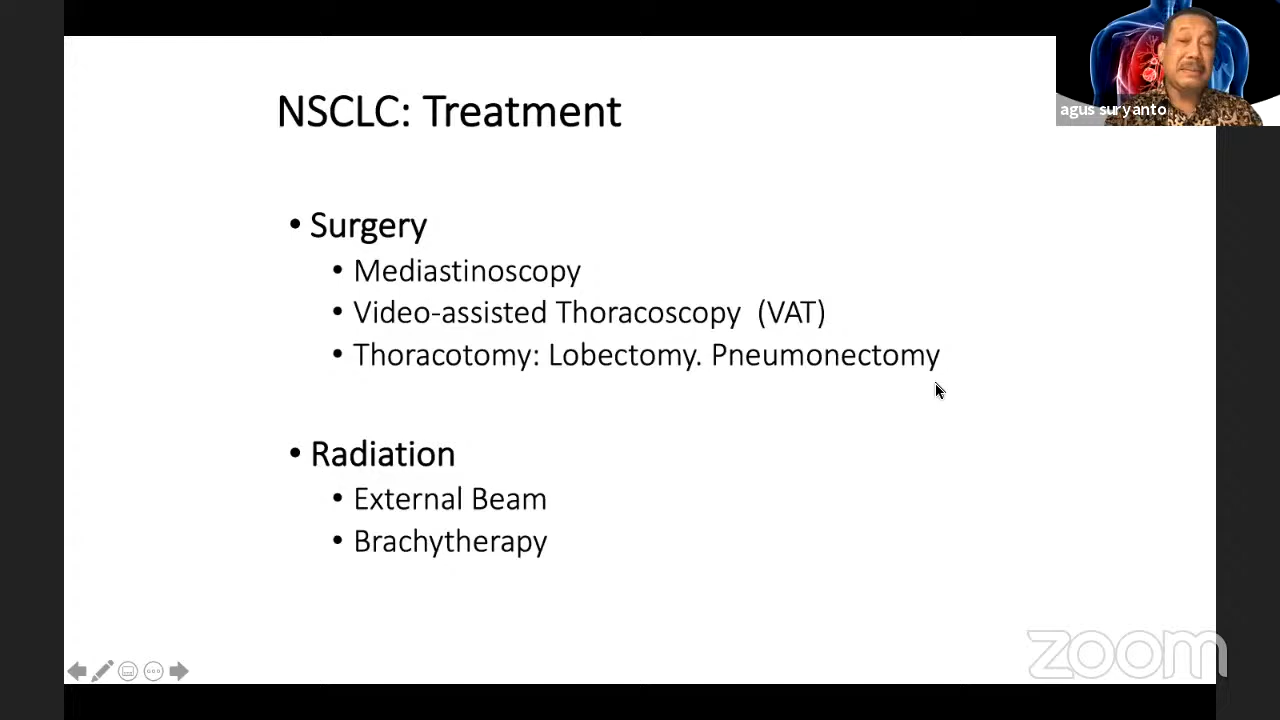 NSCLC: Treatment
agus suryanto
• Surgery
• Mediastinoscopy
• Video-assisted Thoracoscopy (VAT)
• Thoracotomy: Lobectomy. Pneumonectomy
• Radiation
• External Beam
• Brachytherapy
zoom